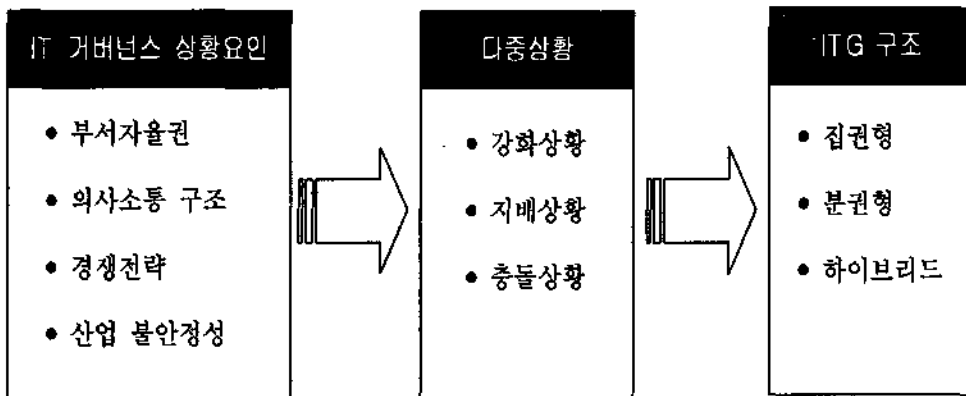 IT 거버넌스 상황요인
• 부서자율권
• 의사소통 구조
• 경쟁전략
• 산업 불안정성
다중상황
• 강화상황
• 지배상황
• 충돌상황
ITG 구조
• 집권형
• 분권형
• 하이브리드